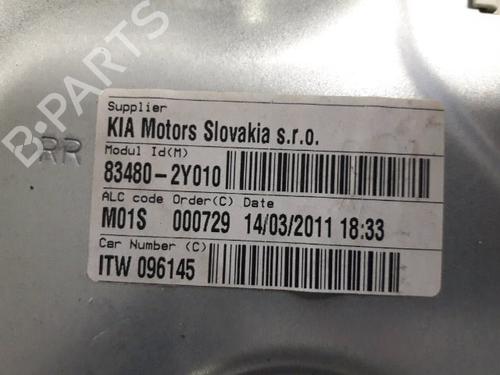 B-Parts
RR
Supplier
KIA Motors Slovakia s.r.o.
Modul Id(M)
83480-2Y010
ALC code Order(C) Date
M01S 000729 14/03/2011 18:33
Car Number (C)
ITW 096145